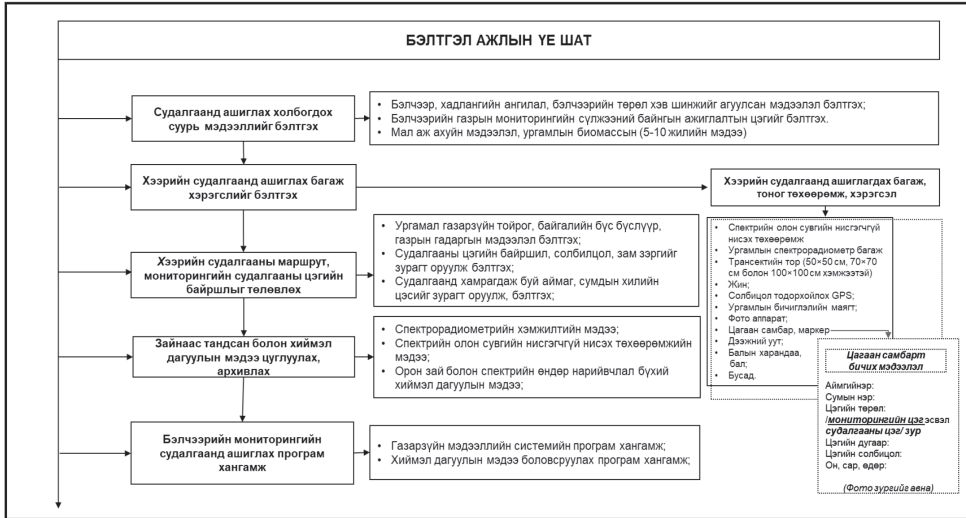 БЭЛТГЭЛ АЖЛЫН ҮЕ ШАТ
Судалгаанд ашиглах холбогдох
суурь мэдээллийг бэлтгэх
• Бэлчээр, хадлангийн ангилал, бэлчээрийн төрөл хэв шинжийг агуулсан мэдээлэл бэлтгэх;
• Бэлчээрийн газрын мониторингийн сүлжээний байнгын ажиглалтын цэгийг бэлтгэх.
• Мал аж ахуйн мэдээлэл, ургамлын биомассын (5-10 жилийн мэдээ)
Хээрийн судалгаанд ашиглах багаж
хэрэгслийг бэлтгэх
Хээрийн судалгаанд ашиглагдах багаж,
тоног төхөөрөмж, хэрэгсэл
• Спектрийн олон сувгийн нисгэгчгүй
нисэх төхөөрөмж
• Ургамлын спектрорадиометр багаж
• Трансектийн тор (50×50 см, 70×70
см болон 100×100 см хэмжээтэй)
• Жин;
• Солбицол тодорхойлох GPS;
• Ургамлын бичиглэлийн маягт;
• Фото аппарат;
• Цагаан самбар, маркер
• Дээжний уут;
• Балын харандаа,
бал;
• Бусад.
Хээрийн судалгааны маршрут,
мониторингийн судалгааны цэгийн
байршлыг төлөвлөх
• Ургамал газарзүйн тойрог, байгалийн бүс бүслүүр,
газрын гадаргын мэдээлэл бэлтгэх;
• Судалгааны цэгийн байршил, солбилцол, зам зэргийг
зурагт оруулж бэлтгэх;
• Судалгаанд хамрагдаж буй аймаг, сумдын хилийн
цэсийг зурагт оруулж, бэлтгэх;
Зайнаас тандсан болон хиймэл
дагуулын мэдээ цуглуулах,
архивлах
• Спектрорадиометрийн хэмжилтийн мэдээ;
• Спектрийн олон сувгийн нисгэгчгүй нисэх төхөөрөмжийн
мэдээ;
• Орон зай болон спектрийн өндөр нарийвчлал бүхий
хиймэл дагуулын мэдээ;
Цагаан самбарт
бичих мэдээлэл
Аймгийнэр:
Сумын нэр:
Цэгийн төрөл:
/мониторингийн цэг эсвэл
судалгааны цэг/ зур
Цэгийн дугаар:
Цэгийн солбицол:
Он, сар, өдөр:
(Фото зургийг авна)
Бэлчээрийн мониторингийн
судалгаанд ашиглах програм
хангамж
• Газарзүйн мэдээллийн системийн програм хангамж;
• Хиймэл дагуулын мэдээ боловсруулах програм хангамж;